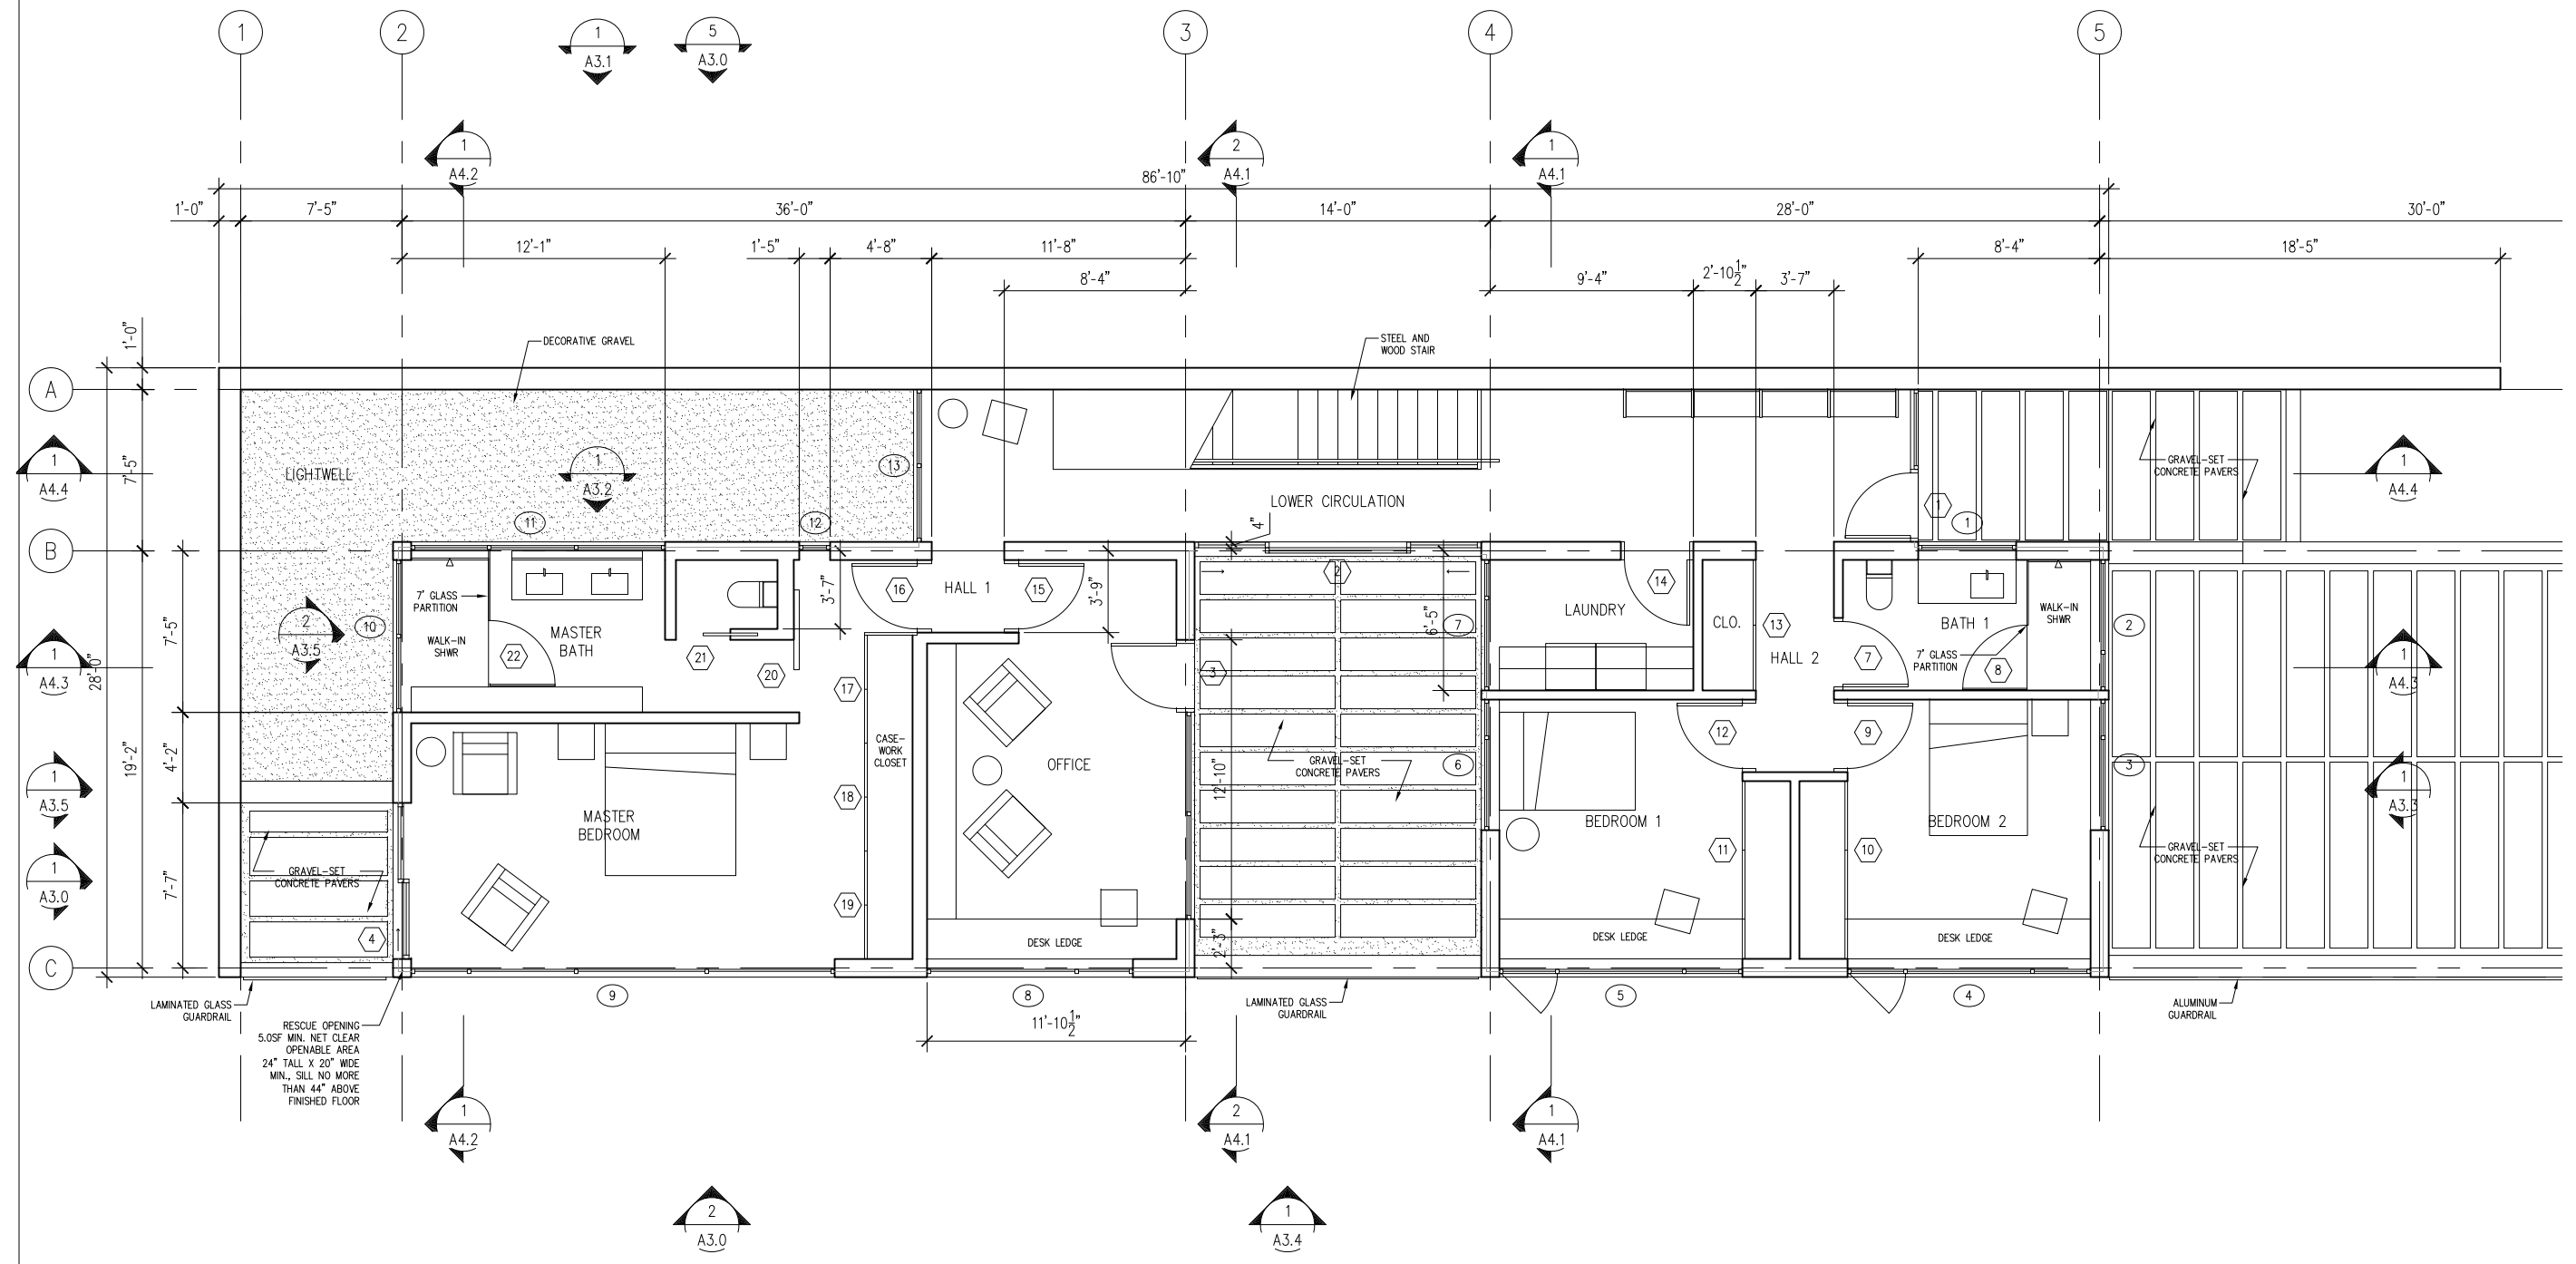 1
2
3
4
5
1
A3.1
5
A3.0
1
A4.2
2
A4.1
1
A4.1
86'-10"
1'-0"
7'-5"
36'-0"
14'-0"
28'-0"
30'-0"
12'-1"
1'-5"
4'-8"
11'-8"
8'-4"
18'-5"
8'-4"
9'-4"
2'-10½"
3'-7"
1'-0"
DECORATIVE GRAVEL
STEEL AND
WOOD STAIR
A
1
A4.4
7'-5"
LIGHTWELL
1
A3.2
13
LOWER CIRCULATION
GRAVEL-SET
CONCRETE PAVERS
1
A4.4
11
12
4"
1
1
B
7'-5"
2
A3.5
10
7' GLASS
PARTITION
WALK-IN
SHWR
22
MASTER
BATH
21
20
3'-7"
16
HALL 1
15
3'-9"
2
3
6'-5"
7
LAUNDRY
14
CLO.
13
HALL 2
7
BATH 1
7' GLASS
PARTITION
8
WALK-IN
SHWR
2
1
A4.3
28'-0"
1
A4.3
17
CASE-
WORK
CLOSET
18
19
OFFICE
12'-10"
GRAVEL-SET
CONCRETE PAVERS
6
12
9
3
1
A3.5
19'-2"
4'-2"
1
A3.3
MASTER
BEDROOM
BEDROOM 1
BEDROOM 2
11
10
1
A3.0
7'-7"
GRAVEL-SET
CONCRETE PAVERS
GRAVEL-SET
CONCRETE PAVERS
4
DESK LEDGE
2'-3"
DESK LEDGE
DESK LEDGE
C
LAMINATED GLASS
GUARDRAIL
9
8
LAMINATED GLASS
GUARDRAIL
5
4
ALUMINUM
GUARDRAIL
RESCUE OPENING
5.0SF MIN. NET CLEAR
OPENABLE AREA
24" TALL X 20" WIDE
MIN., SILL NO MORE
THAN 44" ABOVE
FINISHED FLOOR
11'-10½"
1
A4.2
2
A4.1
1
A4.1
2
A3.0
1
A3.4